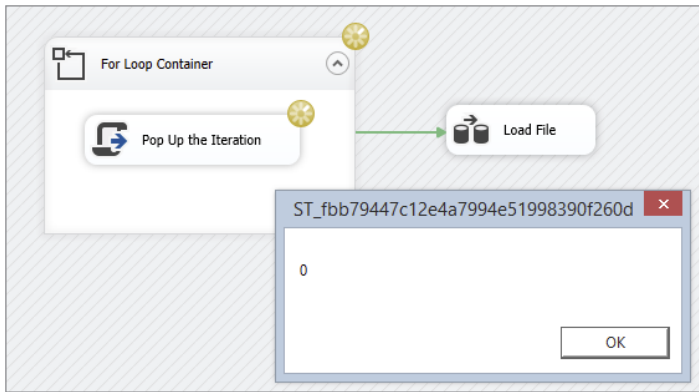 For Loop Container
Pop Up the Iteration
Load File
ST_fbb79447c12e4a7994e51998390f260d
0
OK